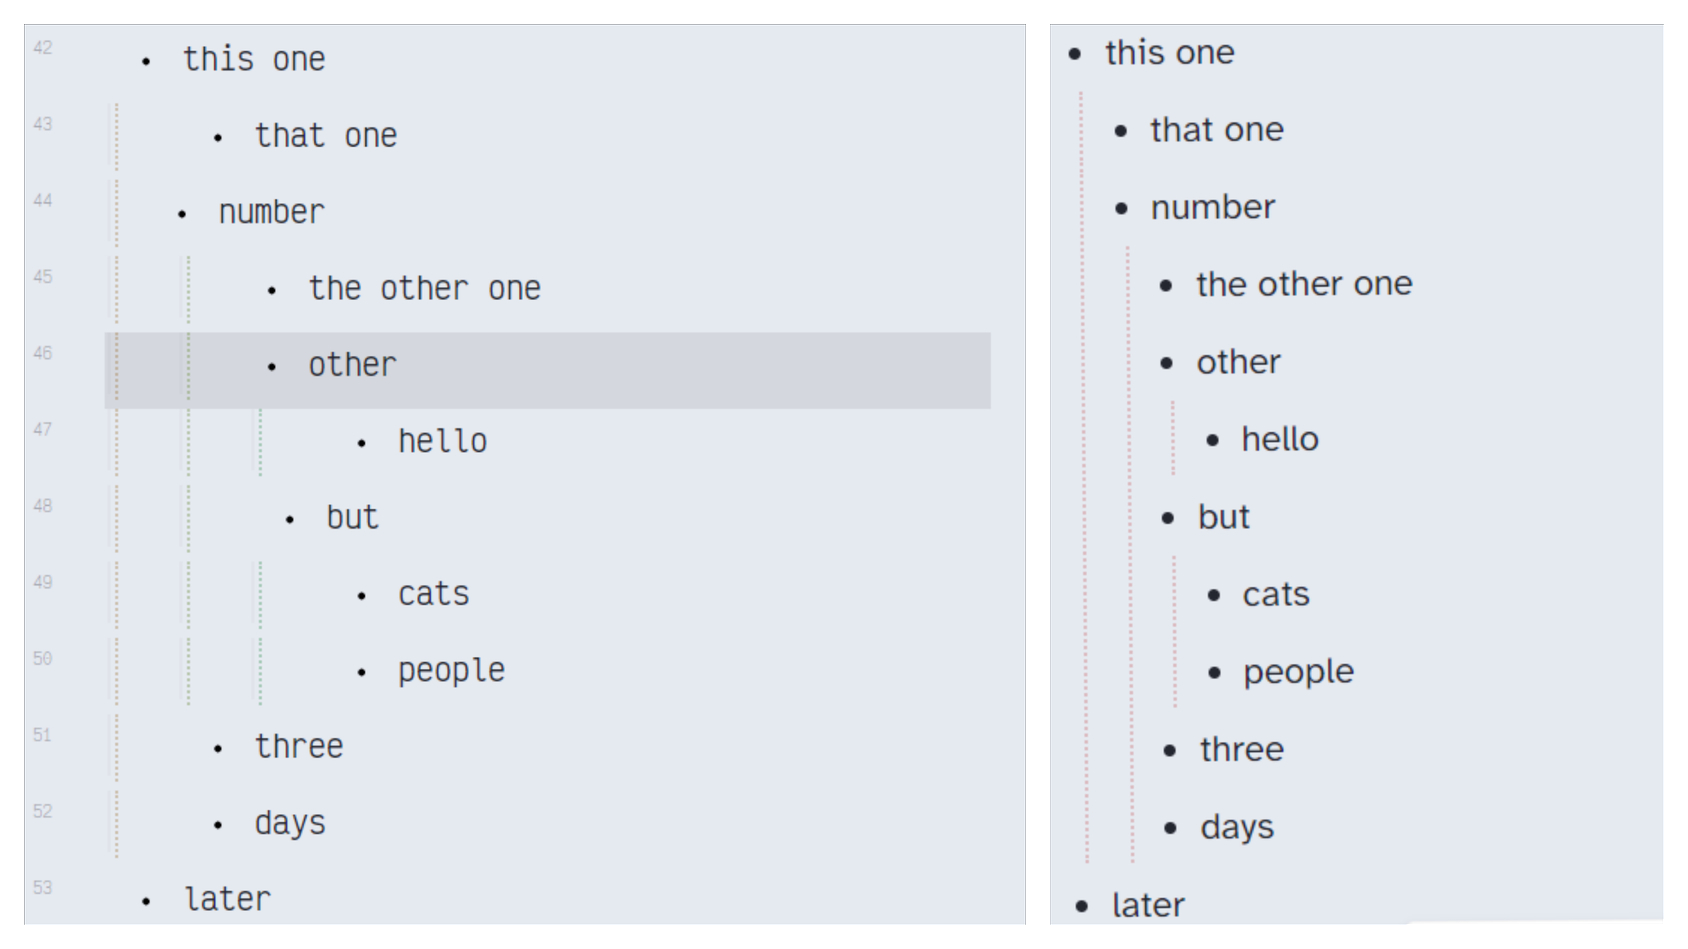 42 • this one
43 • that one
44 • number
45 • the other one
46 • other
47 • hello
48 • but
49 • cats
50 • people
51 • three
52 • days
53 • later
• this one
• that one
• number
• the other one
• other
• hello
• but
• cats
• people
• three
• days
• later